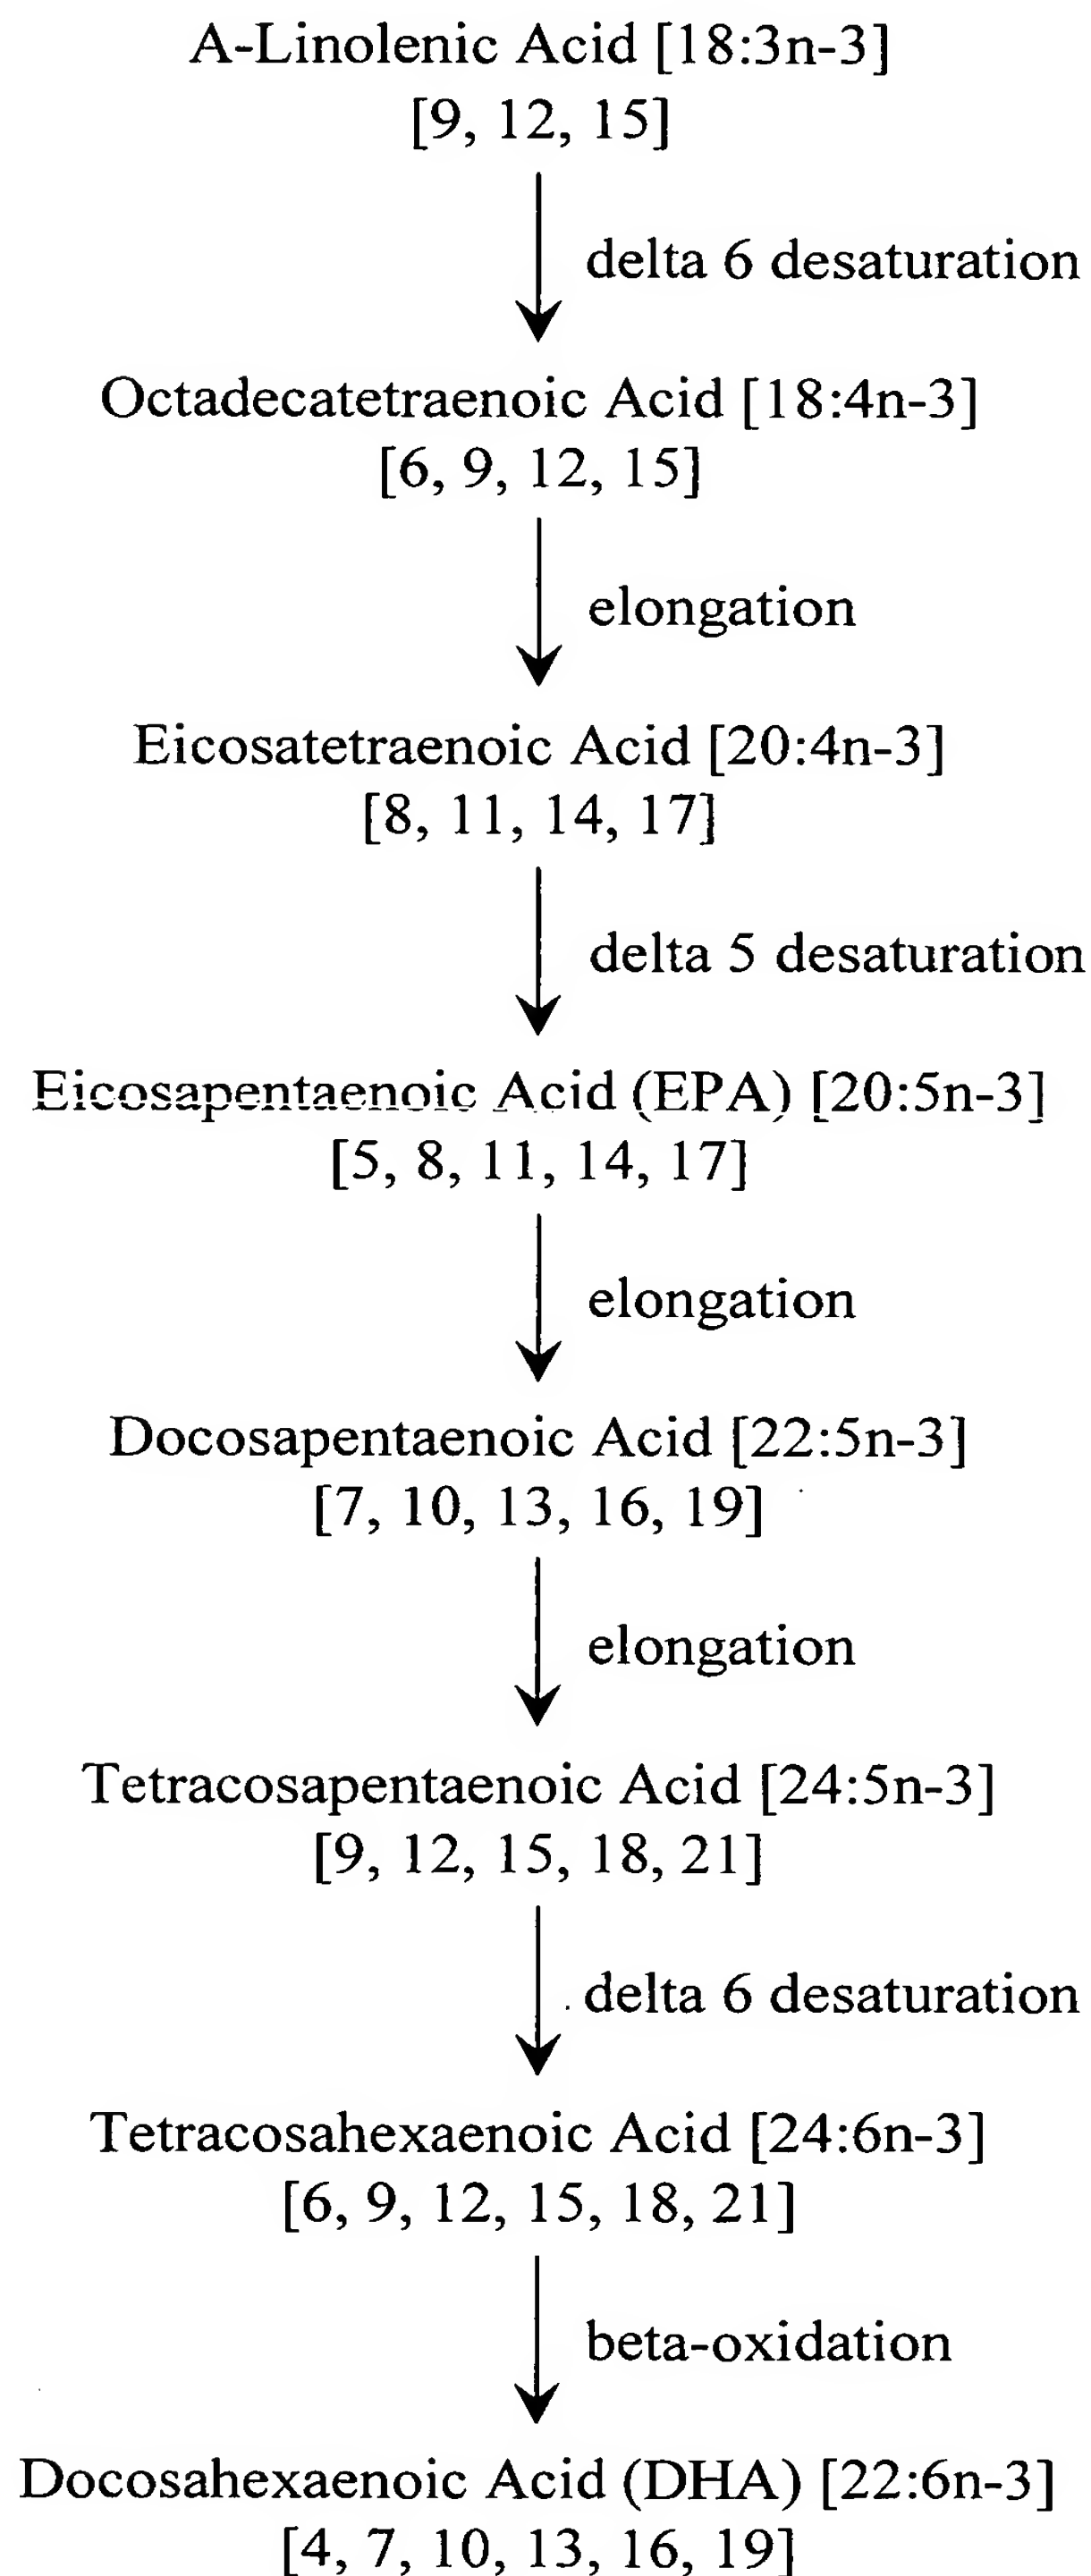 A-Linolenic Acid [18:3n-3]
[9, 12, 15]
delta 6 desaturation
Octadecatetraenoic Acid [18:4n-3]
[6, 9, 12, 15]
elongation
Eicosatetraenoic Acid [20:4n-3]
[8, 11, 14, 17]
delta 5 desaturation
Eicosapentaenoic Acid (EPA) [20:5n-3]
[5, 8, 11, 14, 17]
elongation
Docosapentaenoic Acid [22:5n-3]
[7, 10, 13, 16, 19]
elongation
Tetracosapentaenoic Acid [24:5n-3]
[9, 12, 15, 18, 21]
delta 6 desaturation
Tetracosahexaenoic Acid [24:6n-3]
[6, 9, 12, 15, 18, 21]
beta-oxidation
Docosahexaenoic Acid (DHA) [22:6n-3]
[4, 7, 10, 13, 16, 19]